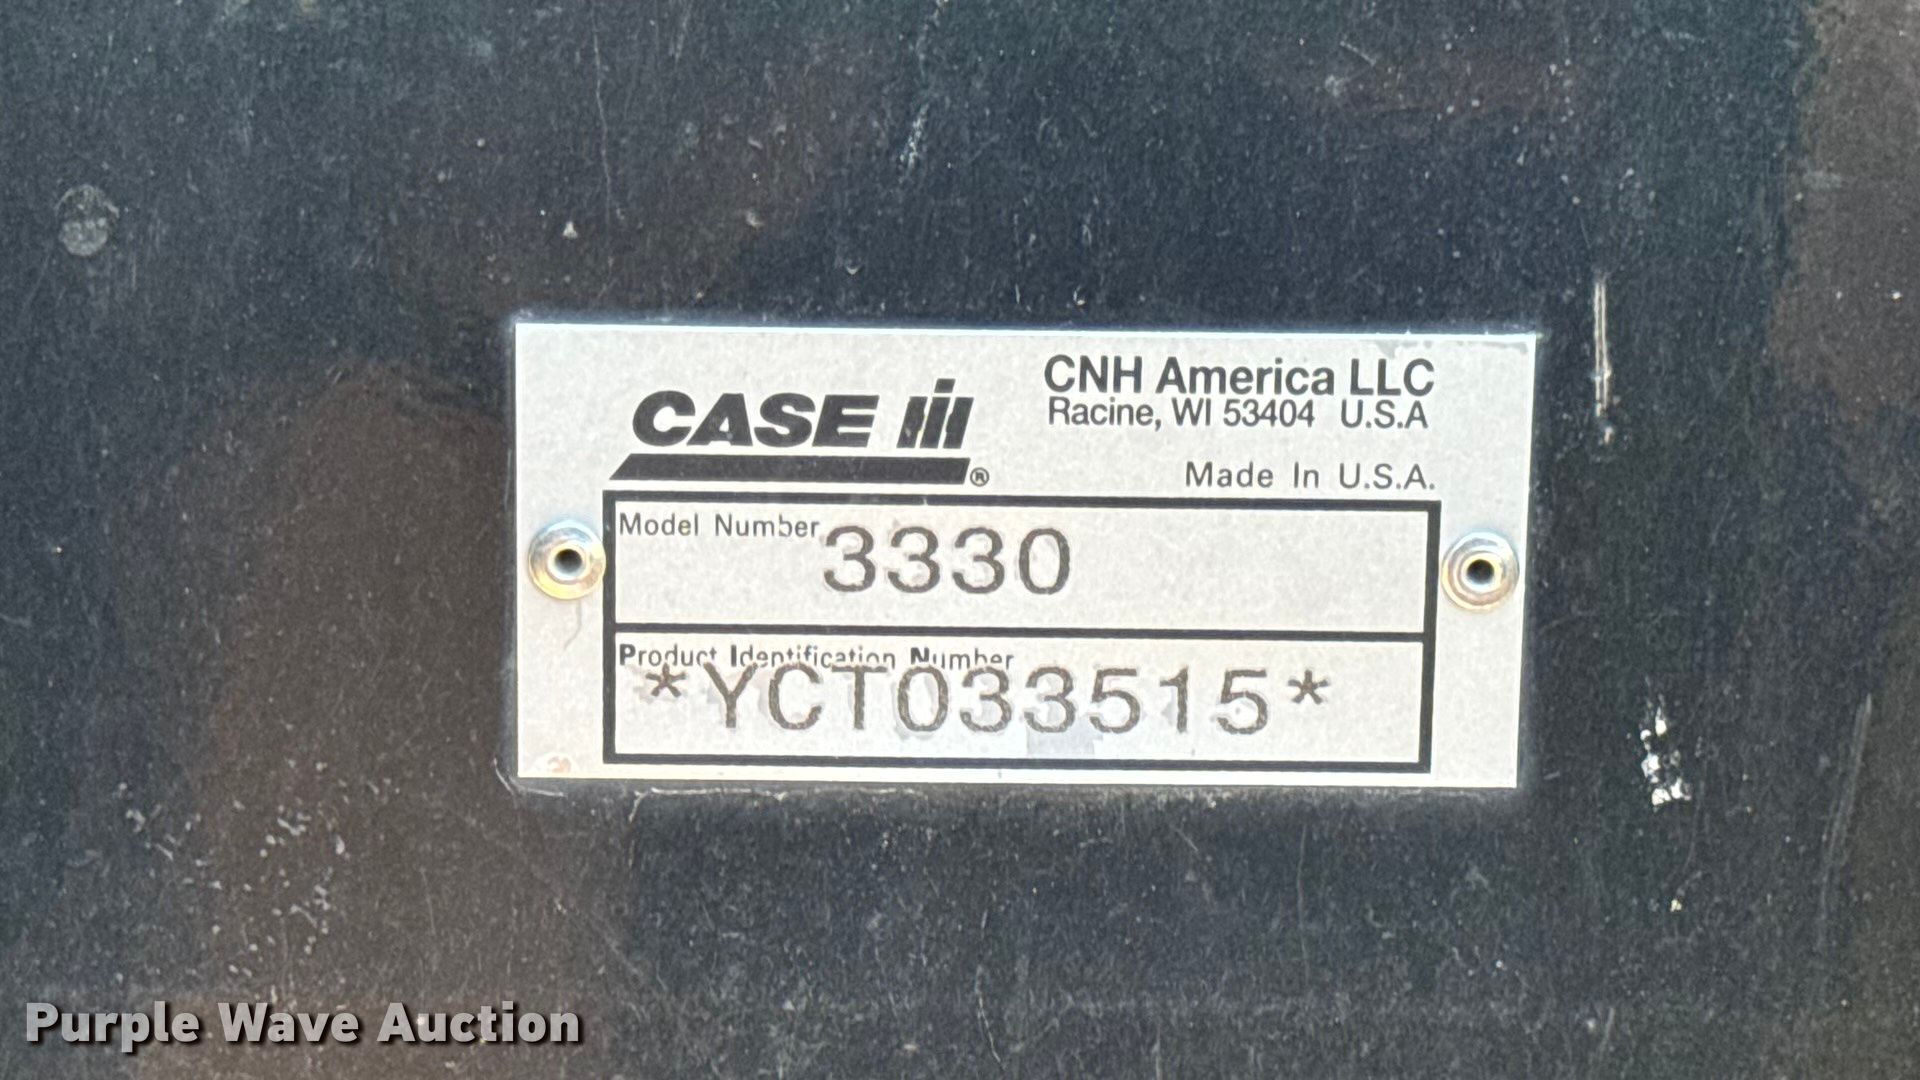 CASE IH®
CNH America LLC
Racine, WI 53404 U.S.A
Made In U.S.A.
Model Number 3330
Product Identification Number
*YCT033515*
Purple Wave Auction